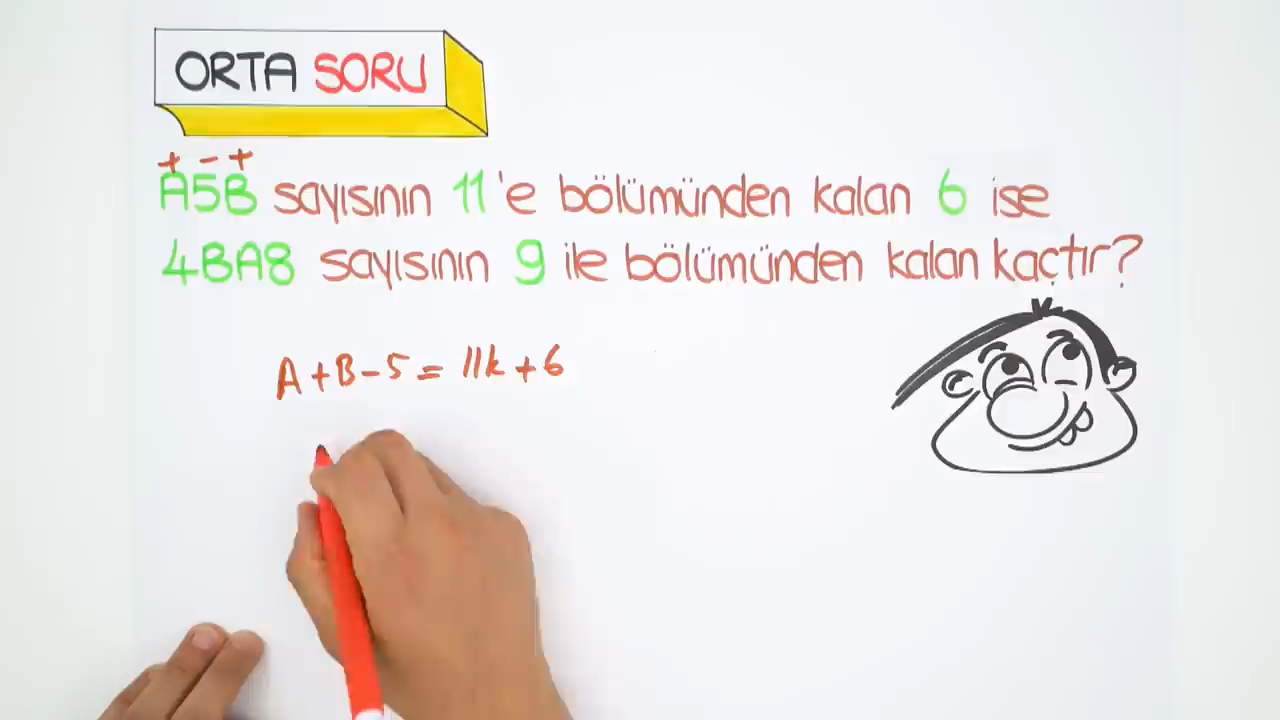 ORTA SORU
+ - +
A5B sayısının 11'e bölümünden kalan 6 ise
4BA8 sayısının 9 ile bölümünden kalan kaçtır?
A+B-5=11k+6